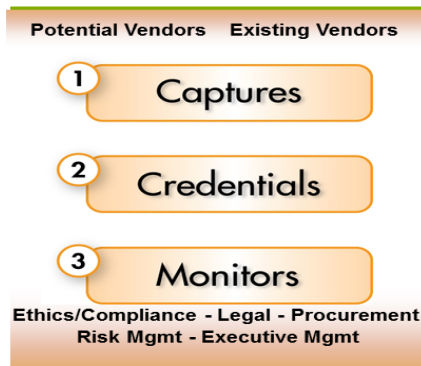 Potential Vendors Existing Vendors
1
Captures
2
Credentials
3
Monitors
Ethics/Compliance - Legal - Procurement
Risk Mgmt - Executive Mgmt